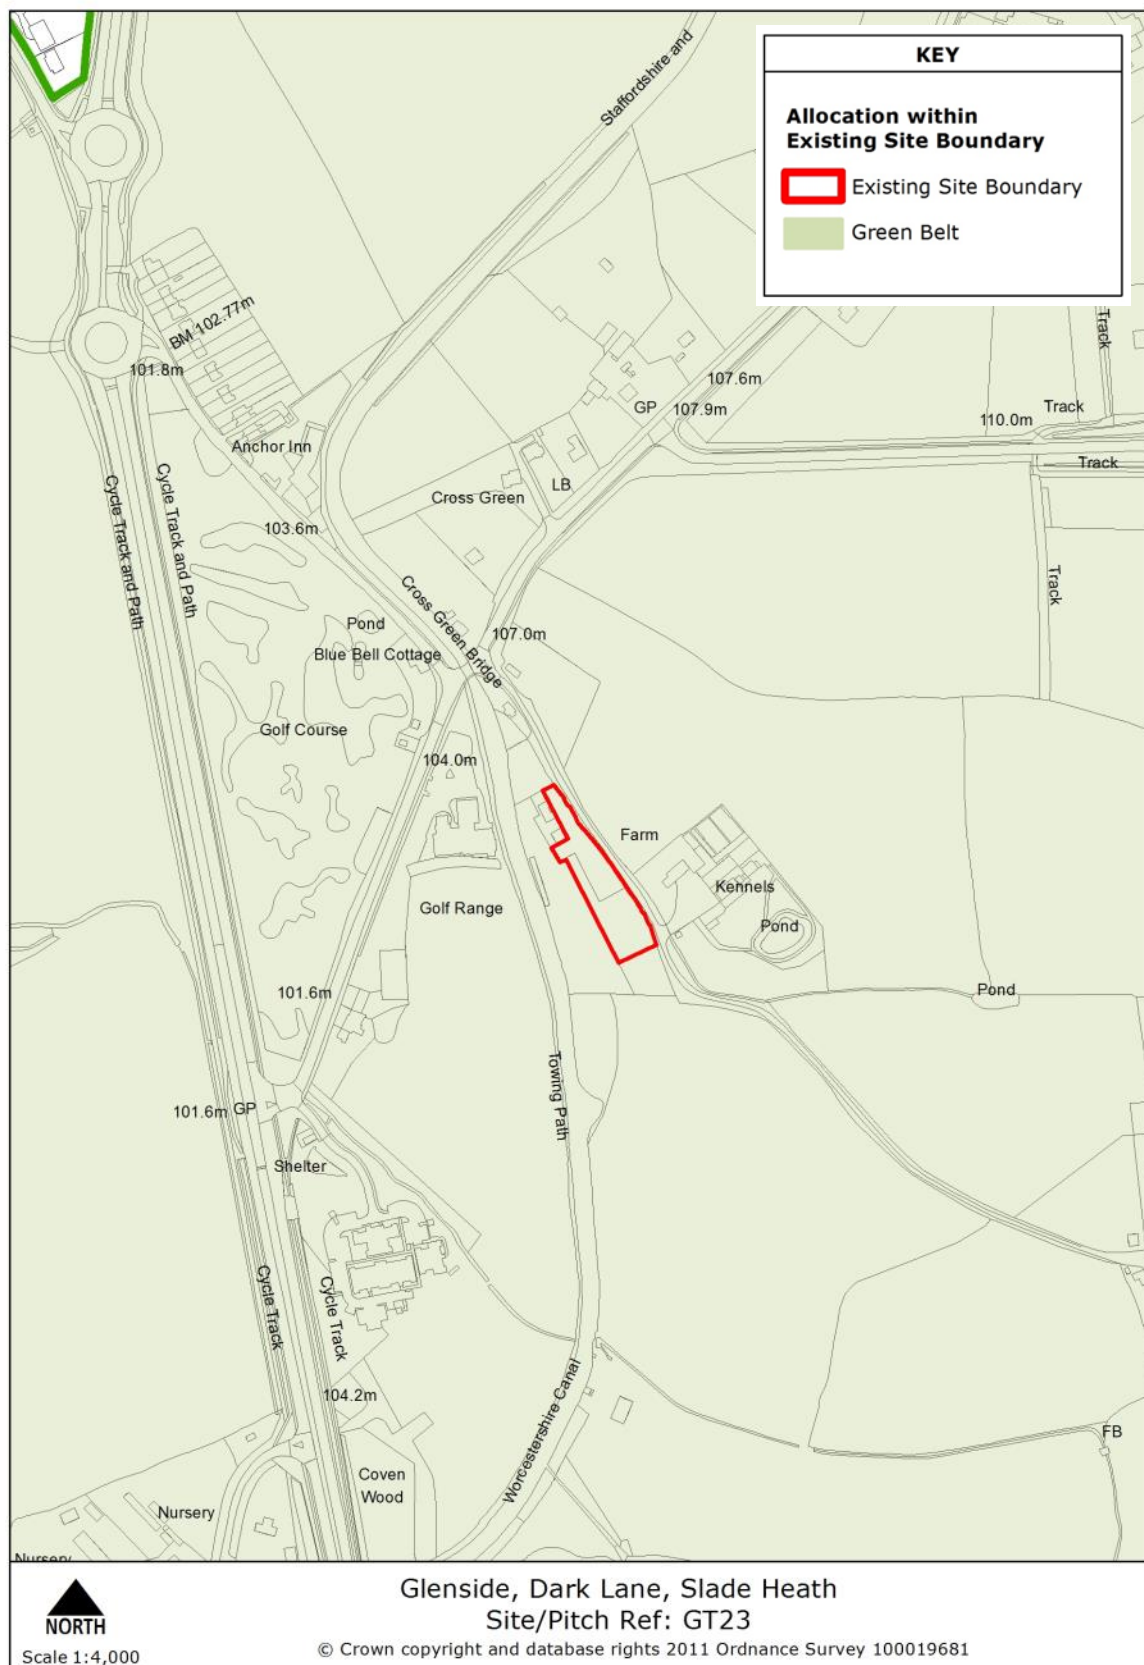 KEY
Allocation within
Existing Site Boundary
Existing Site Boundary
Green Belt
Staffordshire and
BM 102.77m
101.8m
Anchor Inn
Cycle Track and Path
Cycle Track and Path
103.6m
Track
107.6m
GP
107.9m
110.0m
Track
Track
Cross Green
LB
Track
Cross Green Bridge
Pond
107.0m
Blue Bell Cottage
Golf Course
104.0m
Farm
Kennels
Golf Range
Pond
101.6m
Pond
Towing Path
101.6m
GP
Shelter
Cycle Track
Cycle Track
104.2m
Worcestershire Canal
FB
Coven
Wood
Nursery
Nursery
NORTH
Scale 1:4,000
Glenside, Dark Lane, Slade Heath
Site/Pitch Ref: GT23
© Crown copyright and database rights 2011 Ordnance Survey 100019681